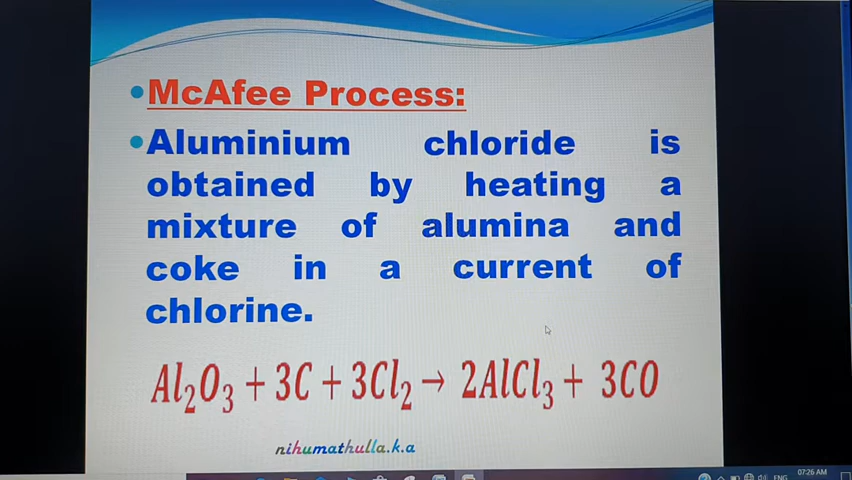 McAfee Process:
Aluminium chloride is
obtained by heating a
mixture of alumina and
coke in a current of
chlorine.
Al₂O₃ + 3C + 3Cl₂ → 2AlCl₃ + 3CO
nihumathulla.k.a
07:26 AM
ENG